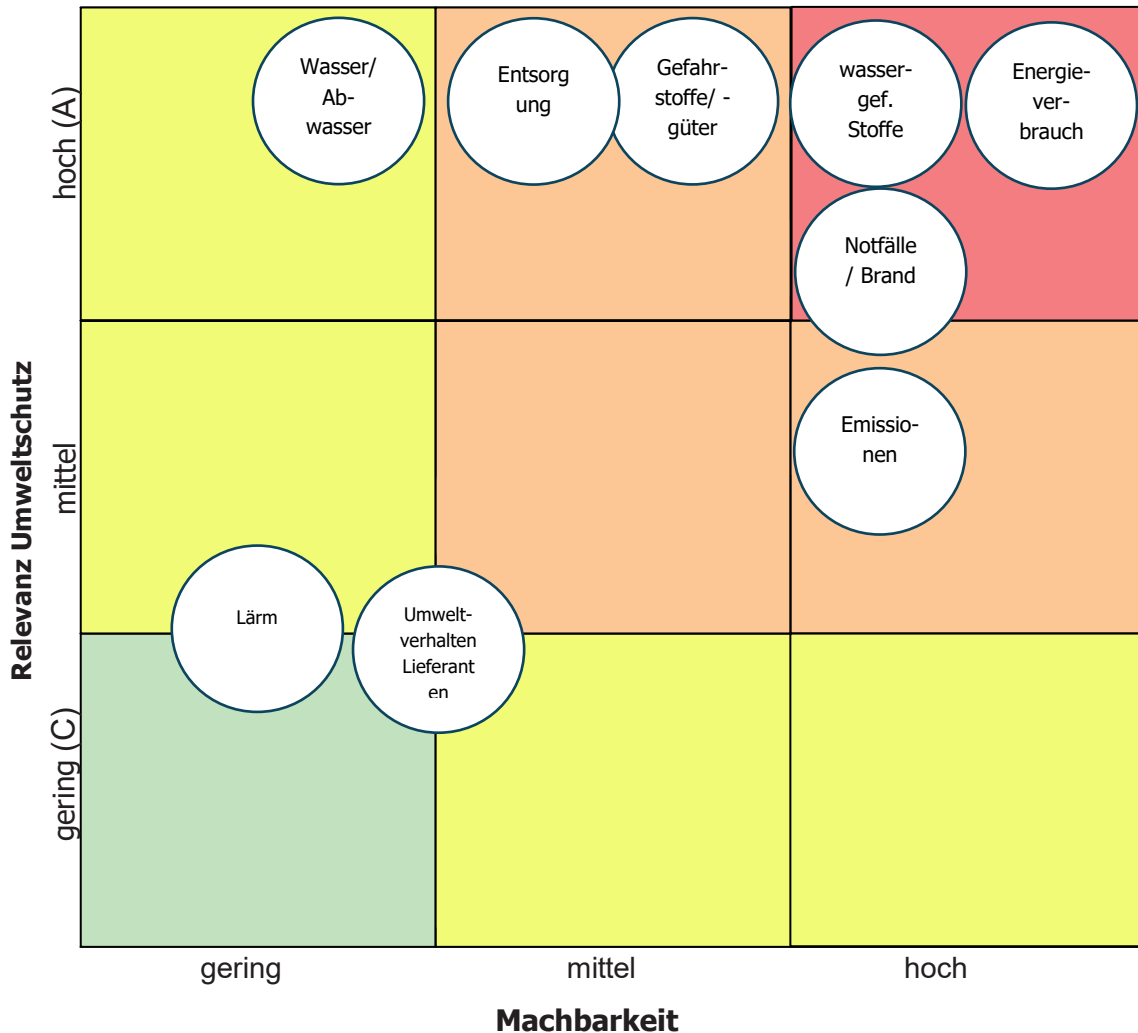 Wasser/
Ab-
wasser
Entsorg
ung
Gefahr-
stoffe/ -
güter
wasser-
gef.
Stoffe
Energie-
ver-
brauch
Notfälle
/ Brand
Emissio-
nen
Lärm
Umwelt-
verhalten
Lieferant
en
Relevanz Umweltschutz
hoch (A)
mittel
gering (C)
gering
mittel
hoch
Machbarkeit